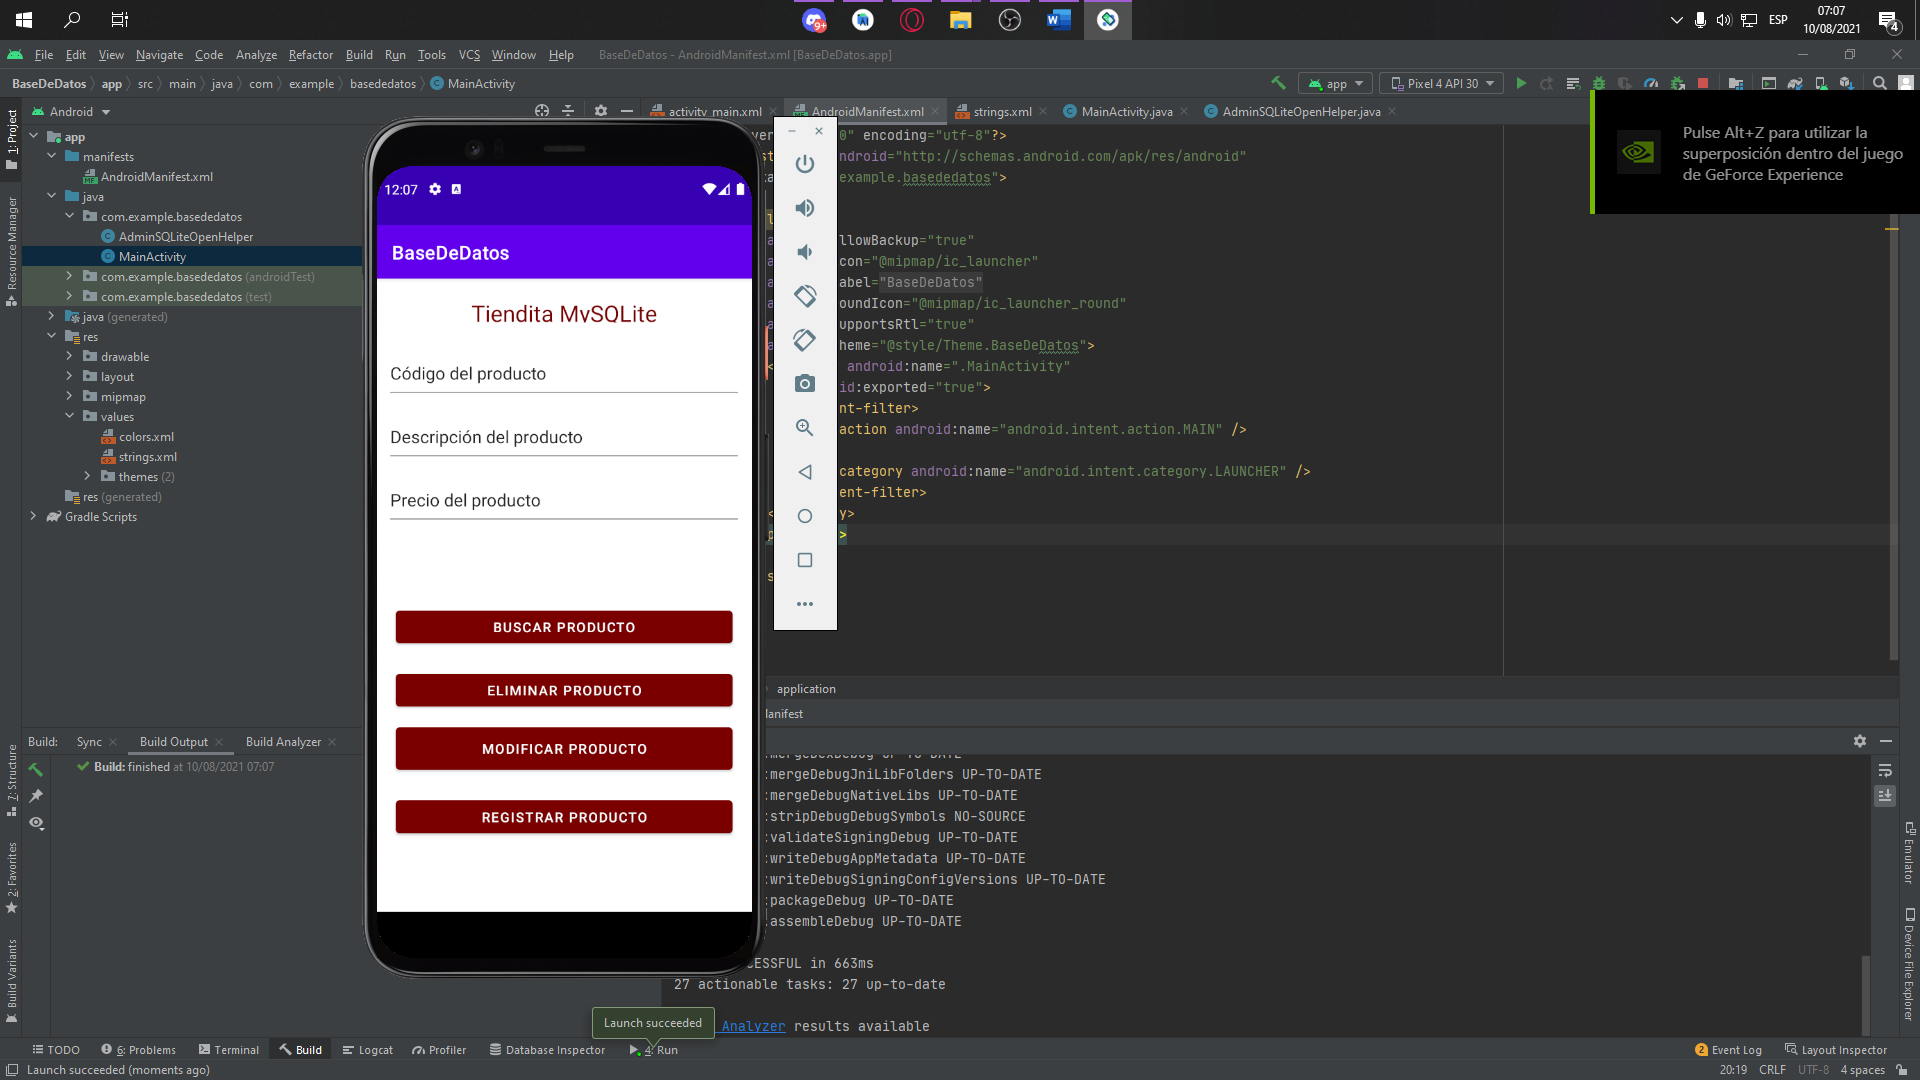 9+
ESP
07:07
10/08/2021
4
File Edit View Navigate Code Analyze Refactor Build Run Tools VCS Window Help BaseDeDatos - AndroidManifest.xml [BaseDeDatos.app]
BaseDeDatos app src main java com example basededatos MainActivity
app
Pixel 4 API 30
Android
activity_main.xml AndroidManifest.xml strings.xml MainActivity.java AdminSQLiteOpenHelper.java
Pulse Alt+Z para utilizar la
superposición dentro del juego
de GeForce Experience
1: Project
Resource Manager
7: Structure
2: Favorites
Build Variants
app
manifests
AndroidManifest.xml
java
com.example.basededatos
AdminSQLiteOpenHelper
MainActivity
com.example.basededatos (androidTest)
com.example.basededatos (test)
java (generated)
res
drawable
layout
mipmap
values
colors.xml
strings.xml
themes (2)
res (generated)
Gradle Scripts
12:07
BaseDeDatos
Tiendita MySQLite
Código del producto
Descripción del producto
Precio del producto
BUSCAR PRODUCTO
ELIMINAR PRODUCTO
MODIFICAR PRODUCTO
REGISTRAR PRODUCTO
0" encoding="utf-8"?>
ndroid="http://schemas.android.com/apk/res/android"
example.basededatos">
llowBackup="true"
con="@mipmap/ic_launcher"
abel="BaseDeDatos"
oundIcon="@mipmap/ic_launcher_round"
upportsRtl="true"
heme="@style/Theme.BaseDeDatos">
android:name=".MainActivity"
id:exported="true">
nt-filter>
action android:name="android.intent.action.MAIN" />
category android:name="android.intent.category.LAUNCHER" />
ent-filter>
y>
>
application
lanifest
Build: Sync Build Output Build Analyzer
Build: finished at 10/08/2021 07:07
:mergeDexDebug UP-TO-DATE
:mergeDebugJniLibFolders UP-TO-DATE
:mergeDebugNativeLibs UP-TO-DATE
:stripDebugDebugSymbols NO-SOURCE
:validateSigningDebug UP-TO-DATE
:writeDebugAppMetadata UP-TO-DATE
:writeDebugSigningConfigVersions UP-TO-DATE
:packageDebug UP-TO-DATE
:assembleDebug UP-TO-DATE
CESSFUL in 663ms
27 actionable tasks: 27 up-to-date
Analyzer results available
Launch succeeded
Emulator
Device File Explorer
TODO 6: Problems Terminal Build Logcat Profiler Database Inspector 4: Run
2 Event Log Layout Inspector
Launch succeeded (moments ago)
20:19 CRLF UTF-8 4 spaces